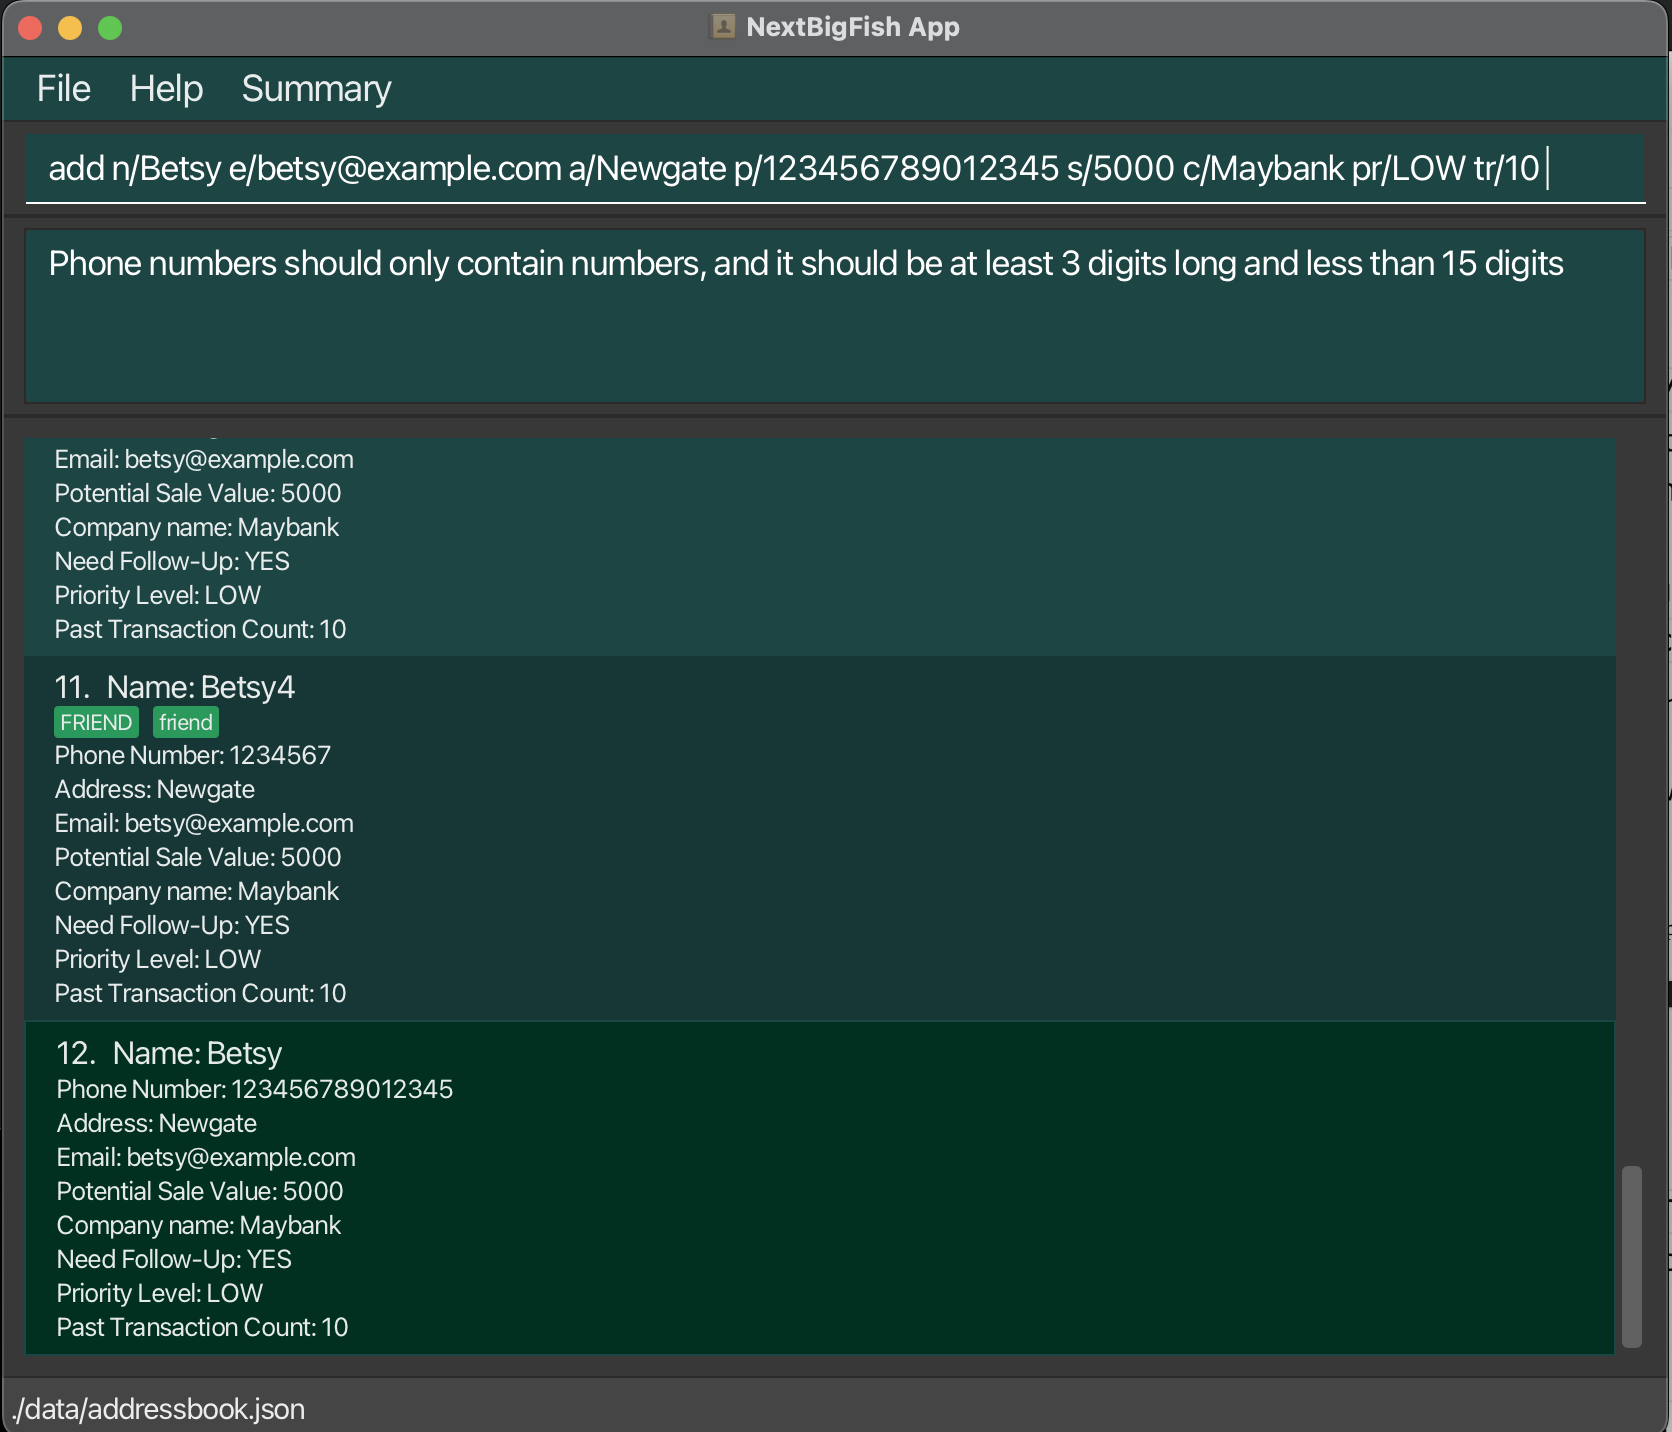 NextBigFish App
File Help Summary
add n/Betsy e/betsy@example.com a/Newgate p/123456789012345 s/5000 c/Maybank pr/LOW tr/10
Phone numbers should only contain numbers, and it should be at least 3 digits long and less than 15 digits
Email: betsy@example.com
Potential Sale Value: 5000
Company name: Maybank
Need Follow-Up: YES
Priority Level: LOW
Past Transaction Count: 10
11. Name: Betsy4
FRIEND friend
Phone Number: 1234567
Address: Newgate
Email: betsy@example.com
Potential Sale Value: 5000
Company name: Maybank
Need Follow-Up: YES
Priority Level: LOW
Past Transaction Count: 10
12. Name: Betsy
Phone Number: 123456789012345
Address: Newgate
Email: betsy@example.com
Potential Sale Value: 5000
Company name: Maybank
Need Follow-Up: YES
Priority Level: LOW
Past Transaction Count: 10
./data/addressbook.json